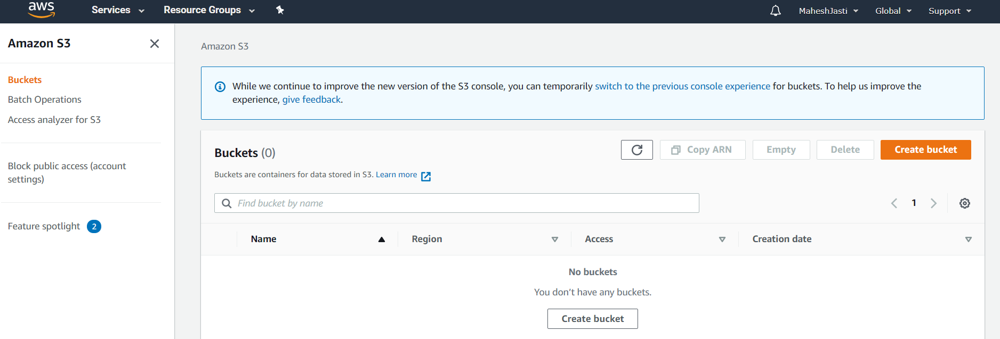 aws Services Resource Groups MaheshJasti Global Support
Amazon S3
Buckets
Batch Operations
Access analyzer for S3
Block public access (account
settings)
Feature spotlight 2
Amazon S3
While we continue to improve the new version of the S3 console, you can temporarily switch to the previous console experience for buckets. To help us improve the
experience, give feedback.
Buckets (0)
Copy ARN Empty Delete Create bucket
Buckets are containers for data stored in S3. Learn more
Find bucket by name
1
Name Region Access Creation date
No buckets
You don’t have any buckets.
Create bucket